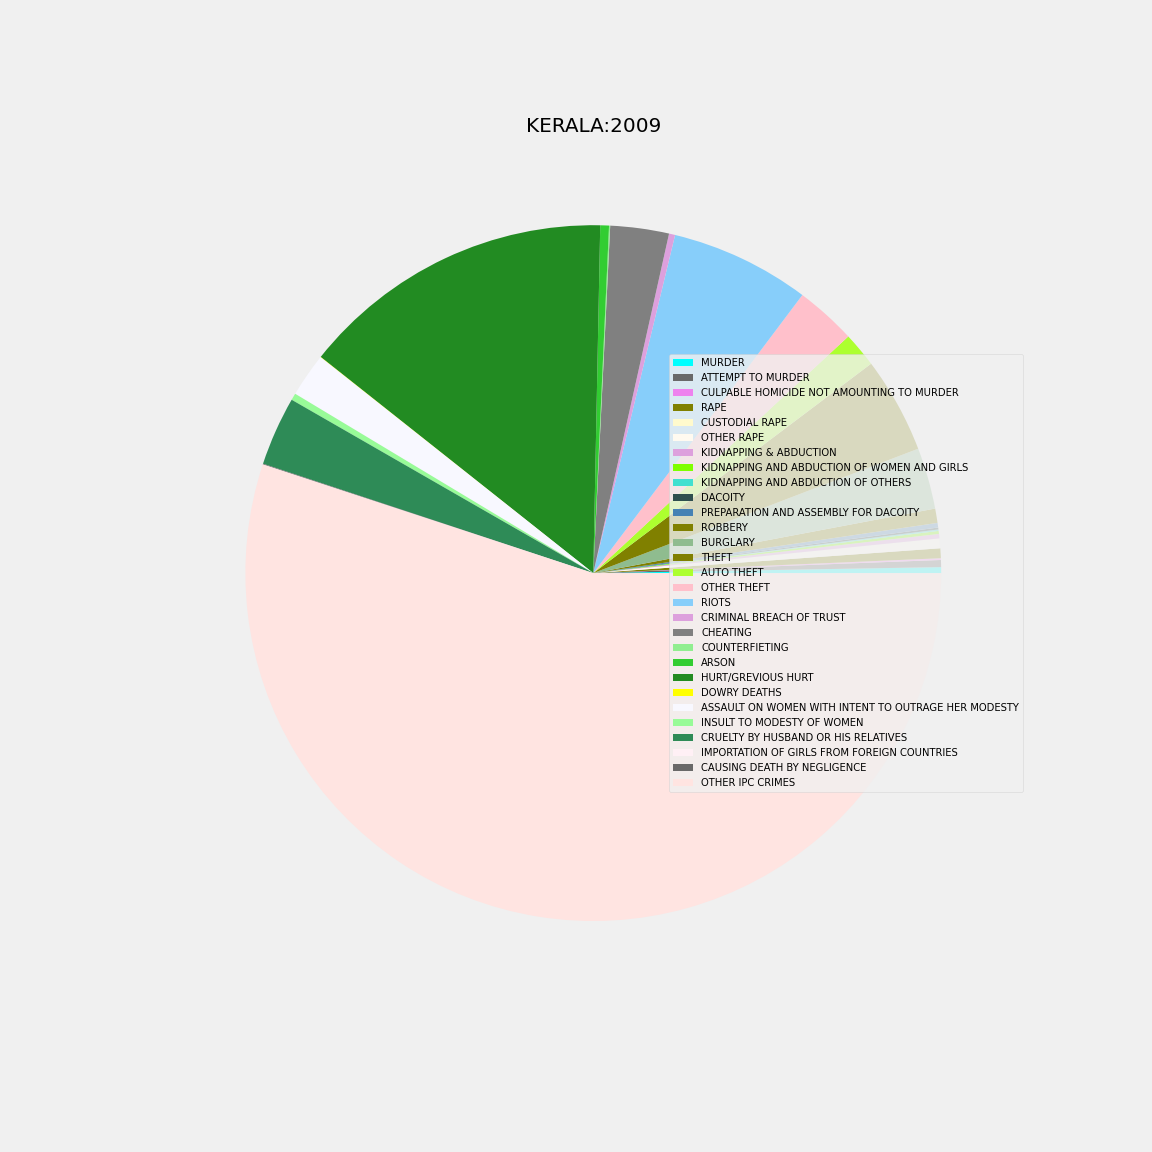 KERALA:2009
MURDER
ATTEMPT TO MURDER
CULPABLE HOMICIDE NOT AMOUNTING TO MURDER
RAPE
CUSTODIAL RAPE
OTHER RAPE
KIDNAPPING & ABDUCTION
KIDNAPPING AND ABDUCTION OF WOMEN AND GIRLS
KIDNAPPING AND ABDUCTION OF OTHERS
DACOITY
PREPARATION AND ASSEMBLY FOR DACOITY
ROBBERY
BURGLARY
THEFT
AUTO THEFT
OTHER THEFT
RIOTS
CRIMINAL BREACH OF TRUST
CHEATING
COUNTERFIETING
ARSON
HURT/GREVIOUS HURT
DOWRY DEATHS
ASSAULT ON WOMEN WITH INTENT TO OUTRAGE HER MODESTY
INSULT TO MODESTY OF WOMEN
CRUELTY BY HUSBAND OR HIS RELATIVES
IMPORTATION OF GIRLS FROM FOREIGN COUNTRIES
CAUSING DEATH BY NEGLIGENCE
OTHER IPC CRIMES